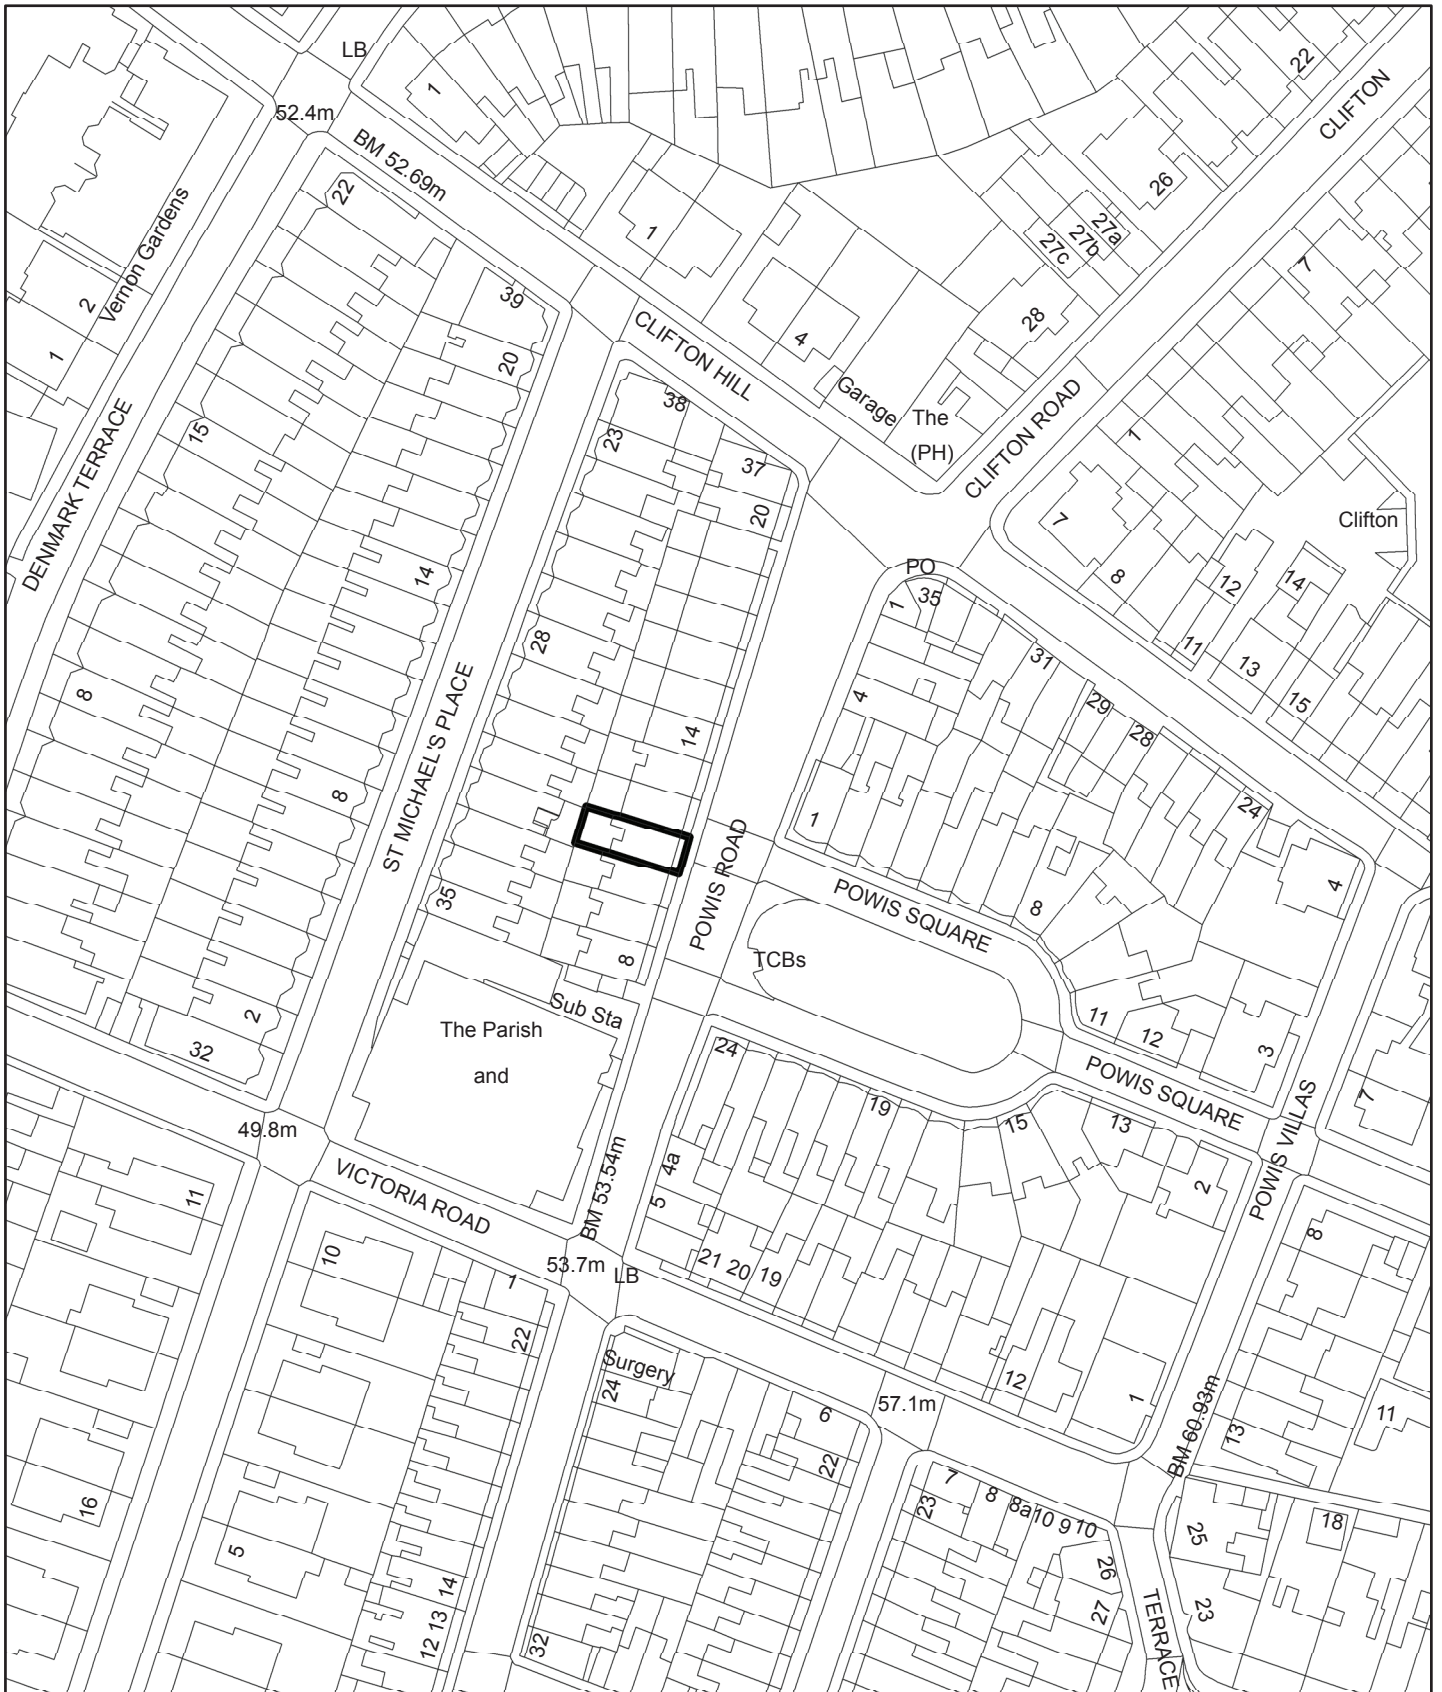 LB
1
22
CLIFTON
52.4m
BM 52.69m
26
27a
27b
27c
22
1
7
Vernon Gardens
2
1
39
28
4
CLIFTON HILL
20
Garage
The
(PH)
CLIFTON ROAD
1
38
23
15
37
DENMARK TERRACE
20
7
Clifton
14
8
12
14
PO
35
1
28
31
11
13
15
8
4
29
28
ST MICHAEL'S PLACE
14
8
24
1
POWIS ROAD
4
35
POWIS SQUARE
8
8
TCBs
Sub Sta
2
The Parish
and
32
11
12
3
24
POWIS SQUARE
7
19
15
13
49.8m
POWIS VILLAS
4a
2
VICTORIA ROAD
11
5
BM 53.54m
8
10
53.7m
LB
21
20
19
1
22
Surgery
24
12
1
57.1m
6
BM 60.93m
11
13
22
16
7
8
8a
10
9
10
23
25
18
5
14
26
27
TERRACE
23
13
12
32